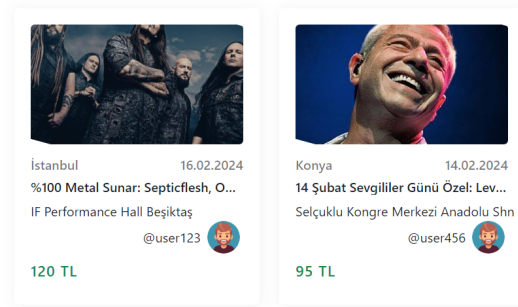 İstanbul 16.02.2024
%100 Metal Sunar: Septicflesh, O...
IF Performance Hall Beşiktaş
@user123
120 TL
Konya 14.02.2024
14 Şubat Sevgililer Günü Özel: Lev...
Selçuklu Kongre Merkezi Anadolu Shn
@user456
95 TL